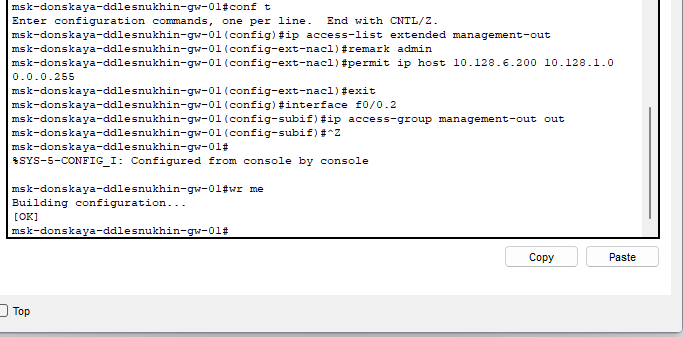 msk-donskaya-ddlesnukhin-gw-01#conf t
Enter configuration commands, one per line.  End with CNTL/Z.
msk-donskaya-ddlesnukhin-gw-01(config)#ip access-list extended management-out
msk-donskaya-ddlesnukhin-gw-01(config-ext-nacl)#remark admin
msk-donskaya-ddlesnukhin-gw-01(config-ext-nacl)#permit ip host 10.128.6.200 10.128.1.0
0.0.0.255
msk-donskaya-ddlesnukhin-gw-01(config-ext-nacl)#exit
msk-donskaya-ddlesnukhin-gw-01(config)#interface f0/0.2
msk-donskaya-ddlesnukhin-gw-01(config-subif)#ip access-group management-out out
msk-donskaya-ddlesnukhin-gw-01(config-subif)#^Z
msk-donskaya-ddlesnukhin-gw-01#
%SYS-5-CONFIG_I: Configured from console by console
msk-donskaya-ddlesnukhin-gw-01#wr me
Building configuration...
[OK]
msk-donskaya-ddlesnukhin-gw-01#
Copy Paste
Top